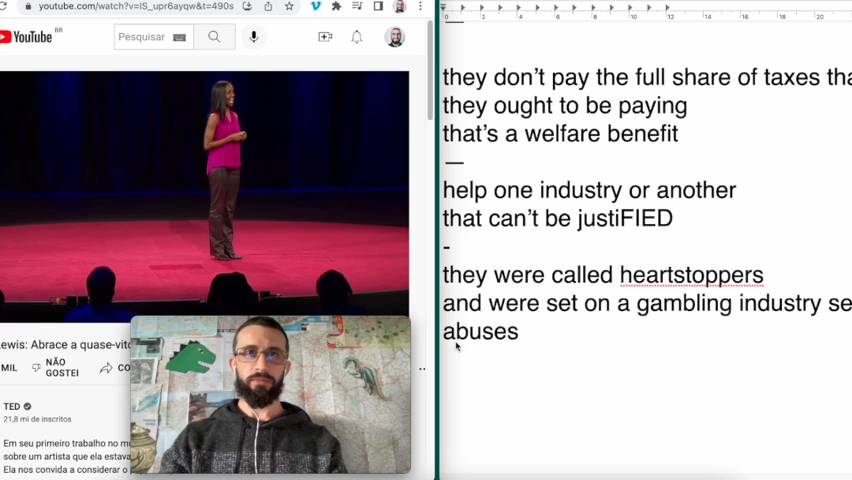 youtube.com/watch?v=IS_upr6ayqw&t=490s
YouTube BR
Pesquisar
ewis: Abrace a quase-vitó
MIL
NÃO GOSTEI
CO
TED
21,8 mi de inscritos
Em seu primeiro trabalho no mu
sobre um artista que ela estava
Ela nos convida a considerar o p
0 2 4 6 8 10 12 14 16 18 20
they don’t pay the full share of taxes tha
they ought to be paying
that’s a welfare benefit
—
help one industry or another
that can’t be justiFIED
-
they were called heartstoppers
and were set on a gambling industry se
abuses